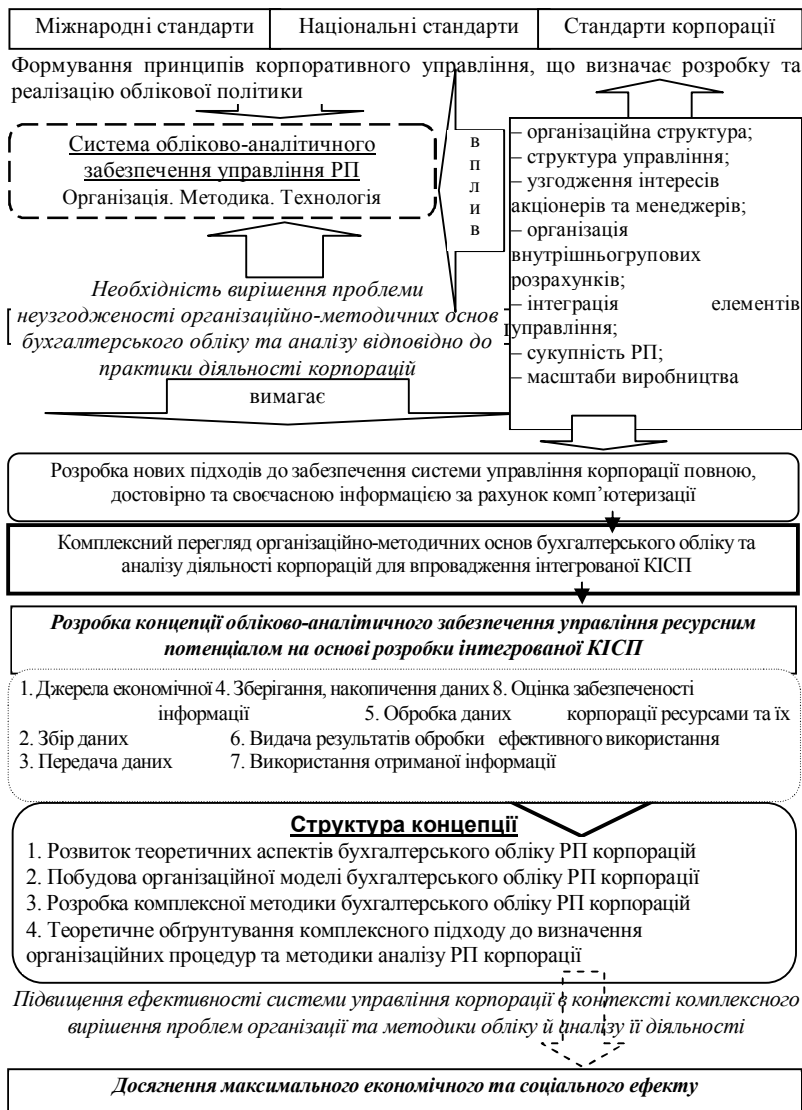 Міжнародні стандарти Національні стандарти Стандарти корпорації
Формування принципів корпоративного управління, що визначає розробку та
реалізацію облікової політики
Система обліково-аналітичного
забезпечення управління РП
Організація. Методика. Технологія
вплив
– організаційна структура;
– структура управління;
– узгодження інтересів
акціонерів та менеджерів;
– організація
внутрішньогрупових
розрахунків;
– інтеграція елементів
управління;
– сукупність РП;
– масштаби виробництва
Необхідність вирішення проблеми
неузгодженості організаційно-методичних основ
бухгалтерського обліку та аналізу відповідно до
практики діяльності корпорацій
вимагає
Розробка нових підходів до забезпечення системи управління корпорації повною,
достовірно та своєчасною інформацією за рахунок комп’ютеризації
Комплексний перегляд організаційно-методичних основ бухгалтерського обліку та
аналізу діяльності корпорацій для впровадження інтегрованої КІСП
Розробка концепції обліково-аналітичного забезпечення управління ресурсним
потенціалом на основі розробки інтегрованої КІСП
1. Джерела економічної 4. Зберігання, накопичення даних 8. Оцінка забезпеченості
інформації 5. Обробка даних корпорації ресурсами та їх
2. Збір даних 6. Видача результатів обробки ефективного використання
3. Передача даних 7. Використання отриманої інформації
Структура концепції
1. Розвиток теоретичних аспектів бухгалтерського обліку РП корпорацій
2. Побудова організаційної моделі бухгалтерського обліку РП корпорації
3. Розробка комплексної методики бухгалтерського обліку РП корпорацій
4. Теоретичне обґрунтування комплексного підходу до визначення
організаційних процедур та методики аналізу РП корпорації
Підвищення ефективності системи управління корпорації в контексті комплексного
вирішення проблем організації та методики обліку й аналізу її діяльності
Досягнення максимального економічного та соціального ефекту